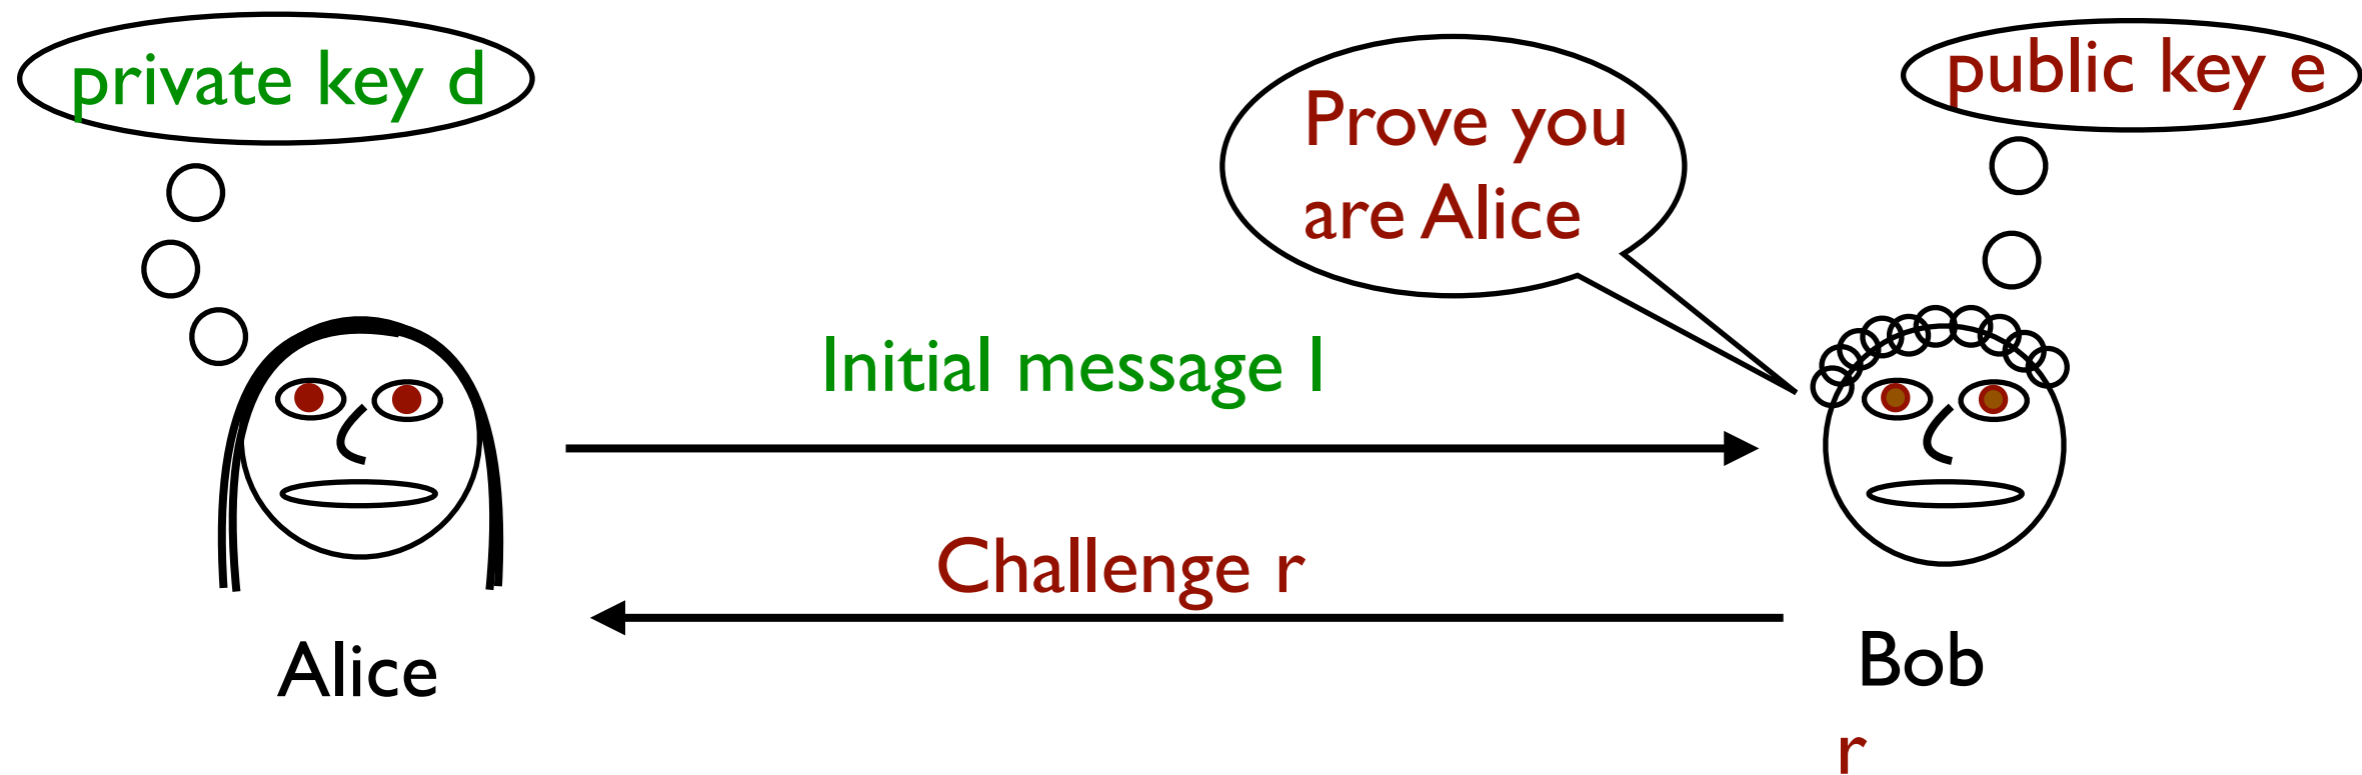 private key d
public key e
Prove you
are Alice
Initial message I
Challenge r
Alice
Bob
r